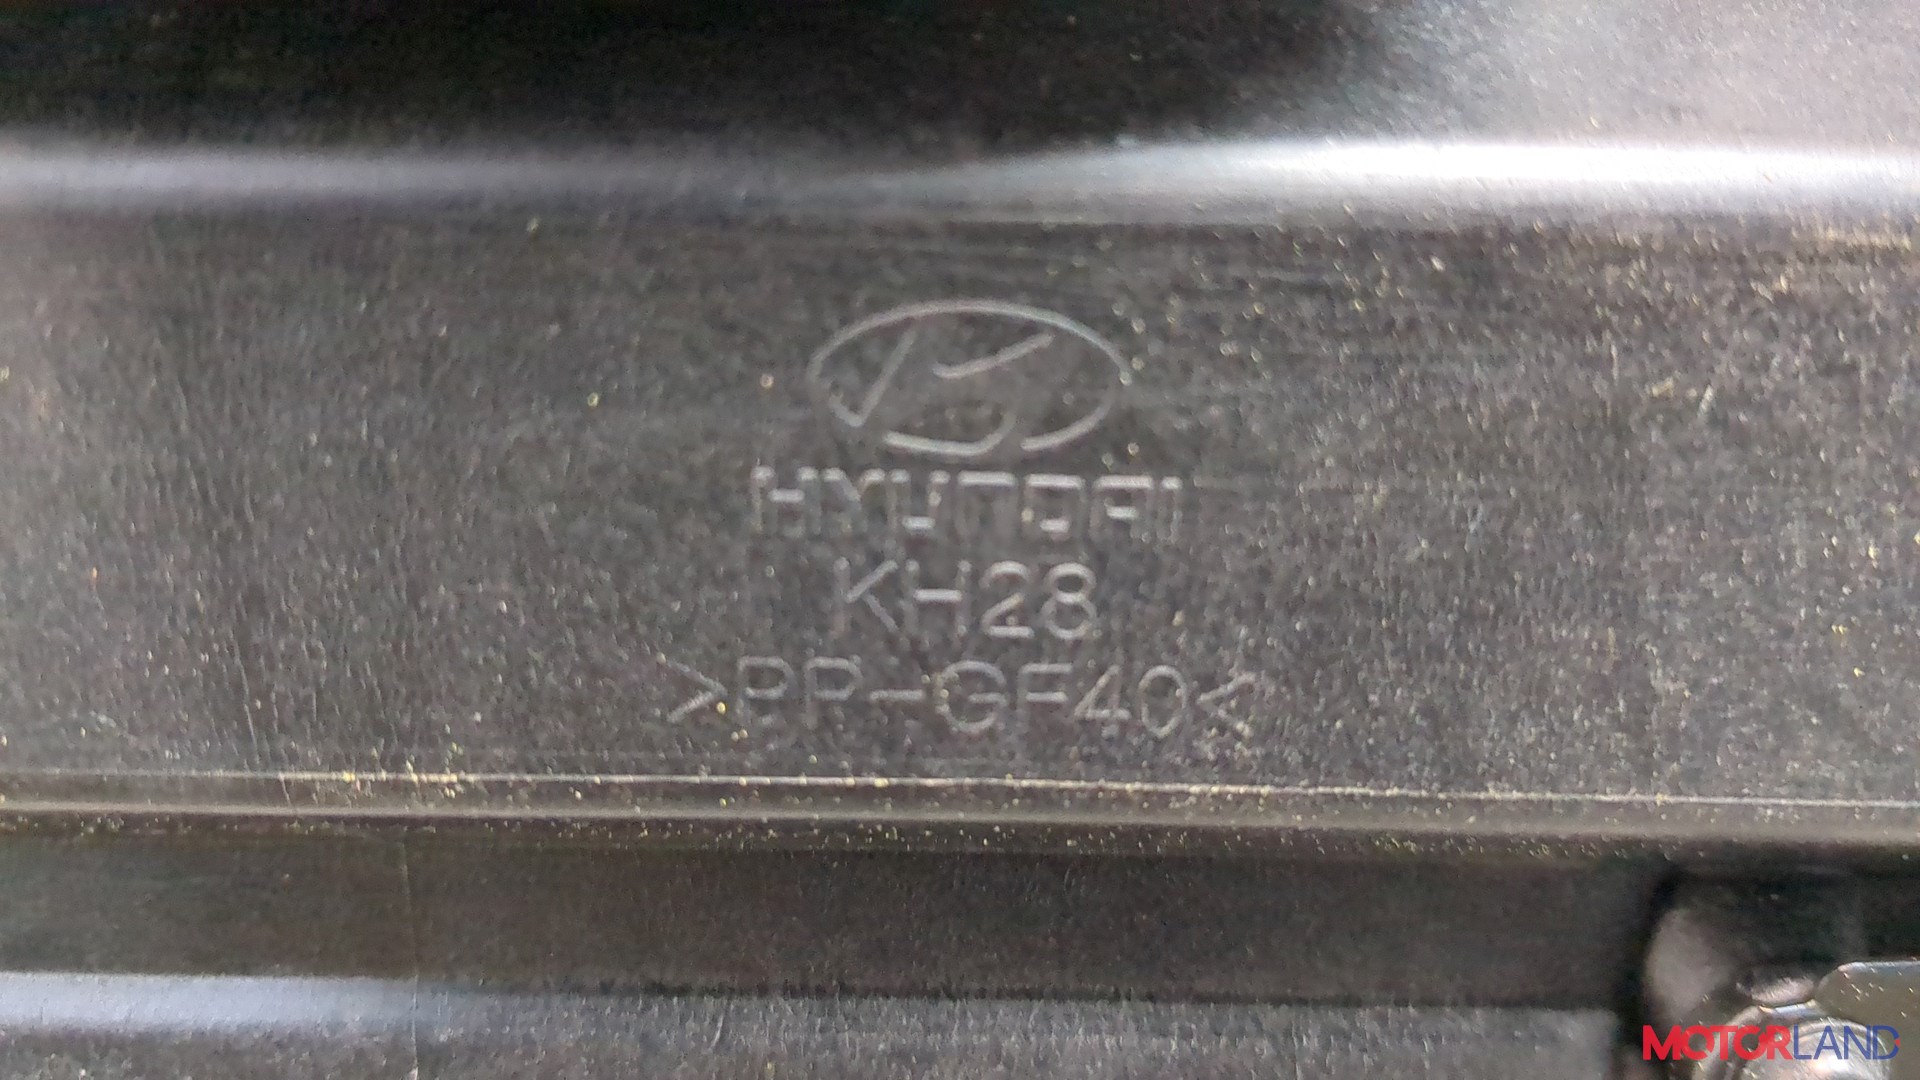 HYUNDAI
KH28
>PP-GF40<
MOTORLAND